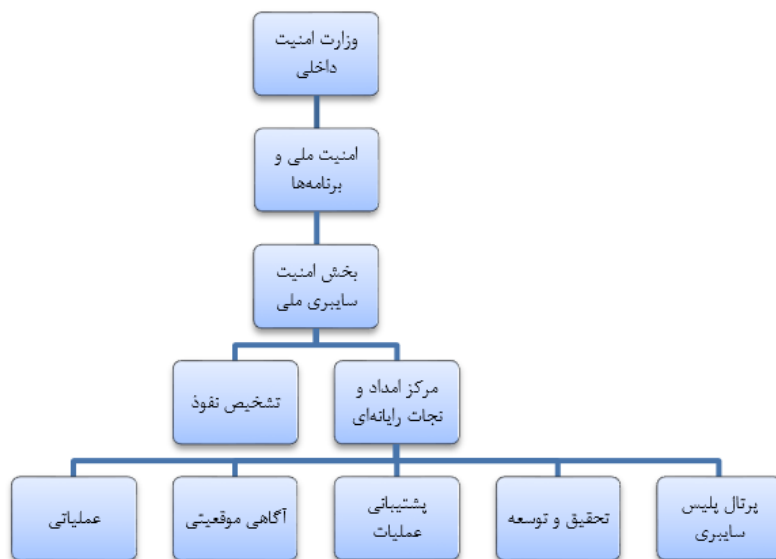 وزارت امنیت
داخلی
امنیت ملی و
برنامه‌ها
بخش امنیت
سایبری ملی
مرکز امداد و
نجات رایانه‌ای
تشخیص نفوذ
پرتال پلیس
سایبری
تحقیق و توسعه
پشتیبانی
عملیات
آگاهی موقعیتی
عملیاتی